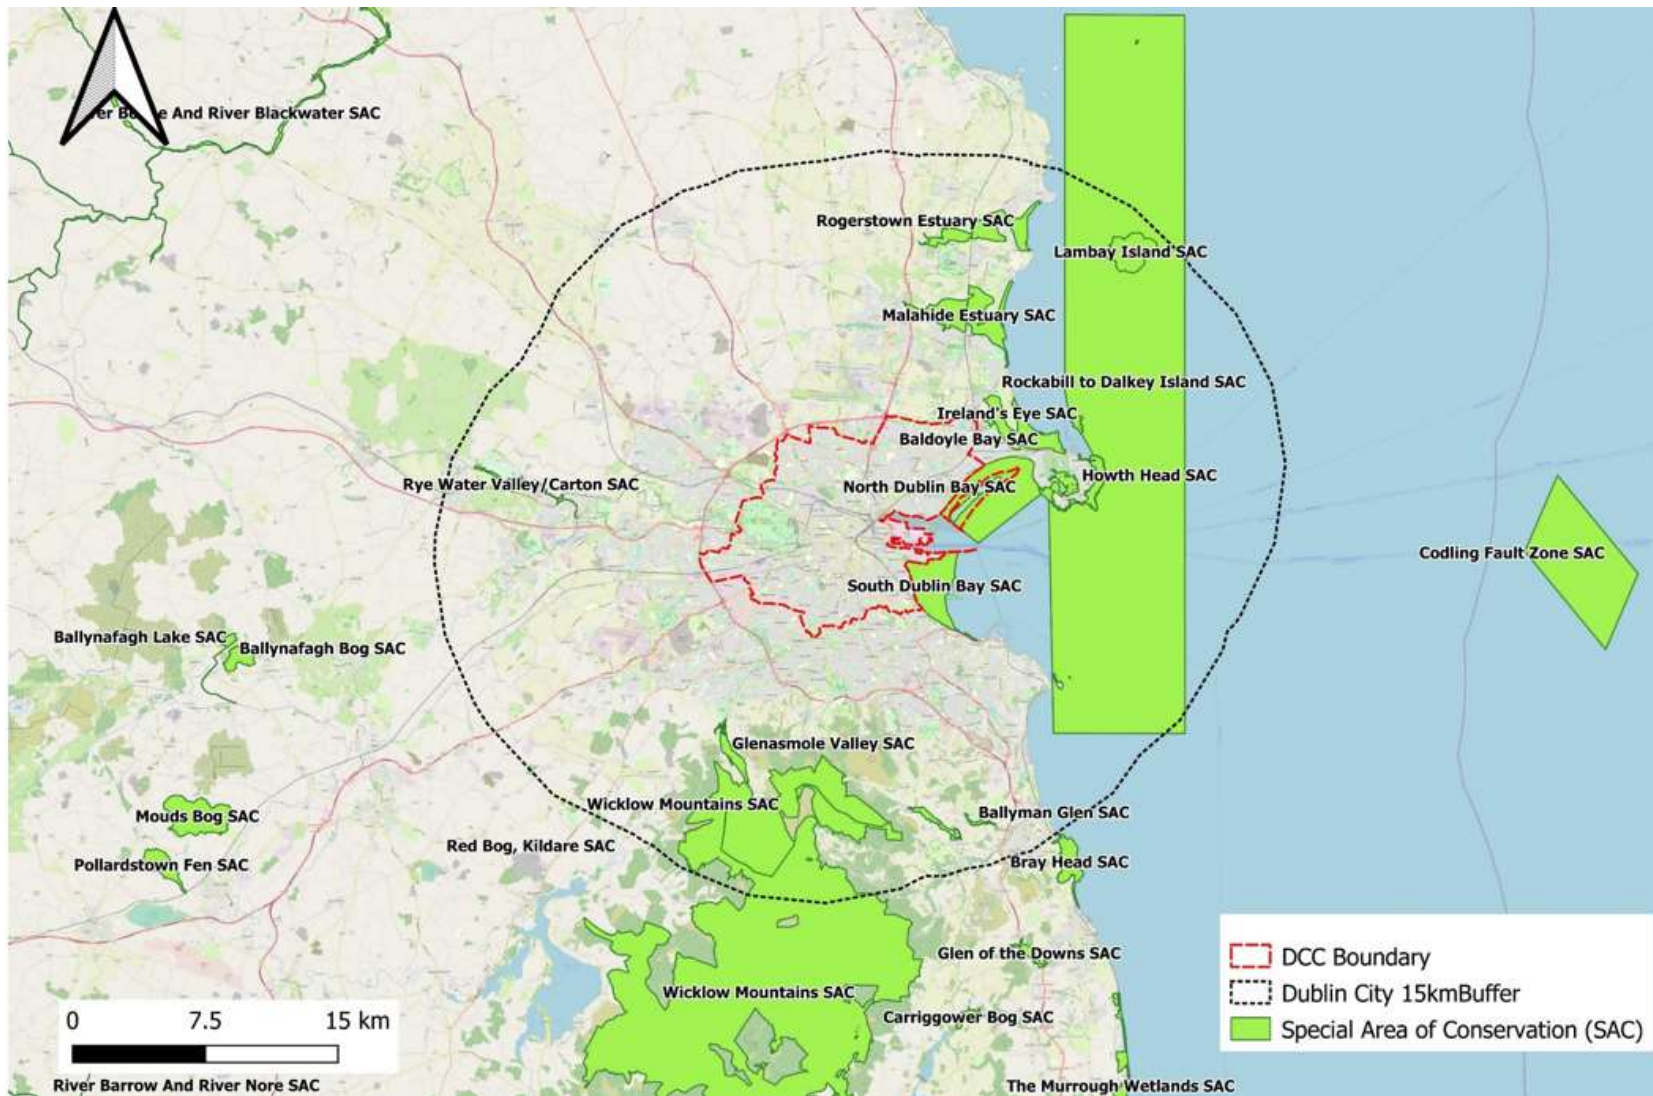 And River Blackwater SAC
Rogerstown Estuary SAC
Lambay Island SAC
Malahide Estuary SAC
Rockabill to Dalkey Island SAC
Ireland's Eye SAC
Baldoyle Bay SAC
Howth Head SAC
Rye Water Valley/Carton SAC
North Dublin Bay SAC
Codling Fault Zone SAC
South Dublin Bay SAC
Ballynafagh Lake SAC
Ballynafagh Bog SAC
Glenasmole Valley SAC
Wicklow Mountains SAC
Ballyman Glen SAC
Mouds Bog SAC
Red Bog, Kildare SAC
Bray Head SAC
Pollardstown Fen SAC
Glen of the Downs SAC
Wicklow Mountains SAC
Carriggower Bog SAC
DCC Boundary
Dublin City 15kmBuffer
Special Area of Conservation (SAC)
0 7.5 15 km
River Barrow And River Nore SAC
The Murrough Wetlands SAC